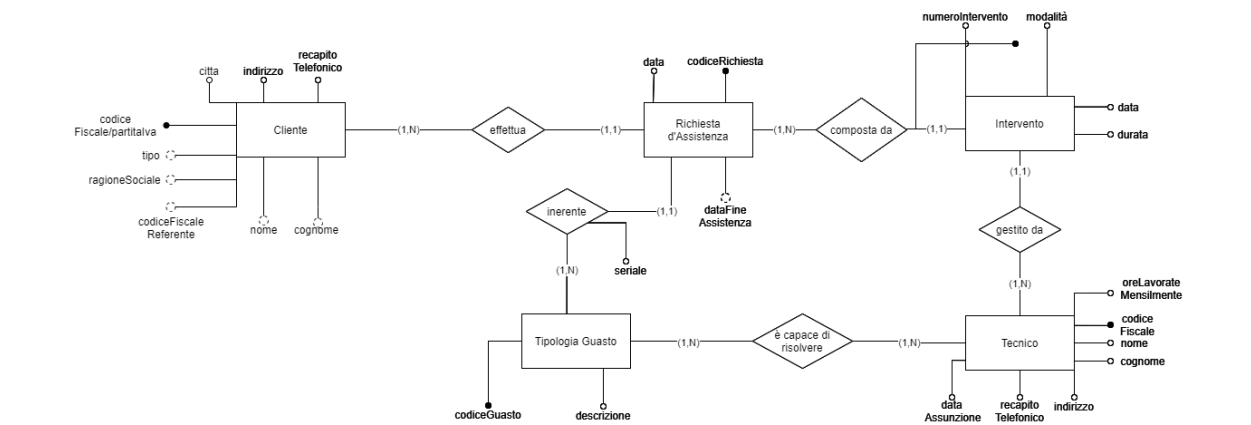 numeroIntervento
modalità
recapito
Telefonico
citta
indirizzo
data
codiceRichiesta
codice
Fiscale/partitaIva
Cliente
(1,N)
effettua
(1,1)
Richiesta
d'Assistenza
(1,N)
composta da
(1,1)
Intervento
data
durata
tipo
ragioneSociale
codiceFiscale
Referente
nome
cognome
inerente
(1,1)
dataFine
Assistenza
(1,1)
gestito da
(1,N)
seriale
(1,N)
oreLavorate
Mensilmente
Tipologia Guasto
(1,N)
è capace di
risolvere
(1,N)
Tecnico
codice
Fiscale
nome
cognome
codiceGuasto
descrizione
data
Assunzione
recapito
Telefonico
indirizzo